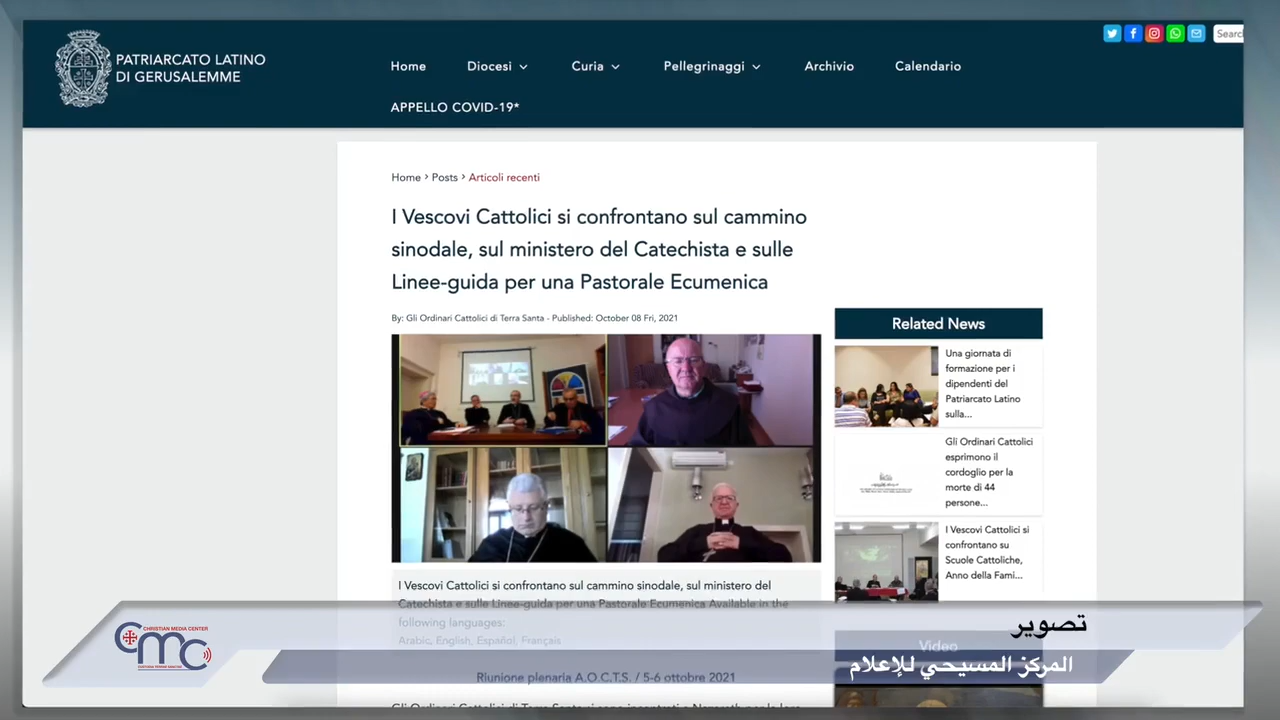 PATRIARCATO LATINO
DI GERUSALEMME
Home
Diocesi
Curia
Pellegrinaggi
Archivio
Calendario
APPELLO COVID-19*
Home > Posts > Articoli recenti
I Vescovi Cattolici si confrontano sul cammino
sinodale, sul ministero del Catechista e sulle
Linee-guida per una Pastorale Ecumenica
By: Gli Ordinari Cattolici di Terra Santa - Published: October 08 Fri, 2021
Related News
Una giornata di
formazione per i
dipendenti del
Patriarcato Latino
sulla...
Gli Ordinari Cattolici
esprimono il
cordoglio per la
morte di 44
persone...
I Vescovi Cattolici si
confrontano su
Scuole Cattoliche,
Anno della Fami...
I Vescovi Cattolici si confrontano sul cammino sinodale, sul ministero del
Catechista e sulle Linee-guida per una Pastorale Ecumenica Available in the
following languages:
Arabic, English, Español, Français
Riunione plenaria A.O.C.T.S. / 5-6 ottobre 2021
Video
CHRISTIAN MEDIA CENTER
cmc
تصوير
المركز المسيحي للإعلام